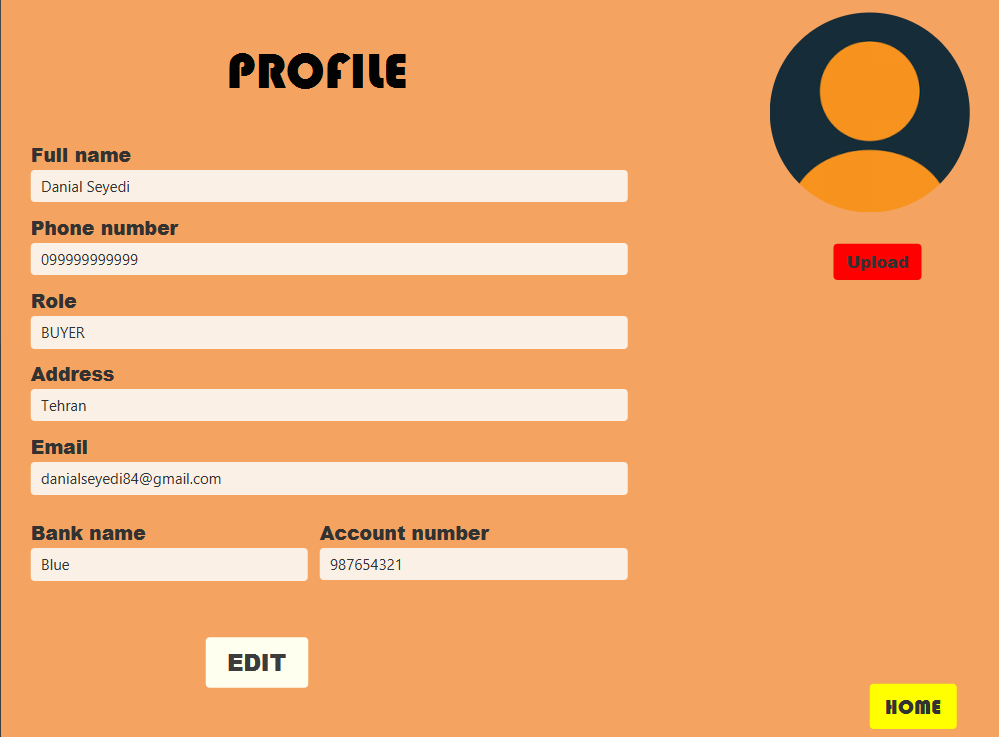 PROFILE
Full name
Danial Seyedi
Phone number
099999999999
Upload
Role
BUYER
Address
Tehran
Email
danialseyedi84@gmail.com
Bank name Account number
Blue 987654321
EDIT
HOME